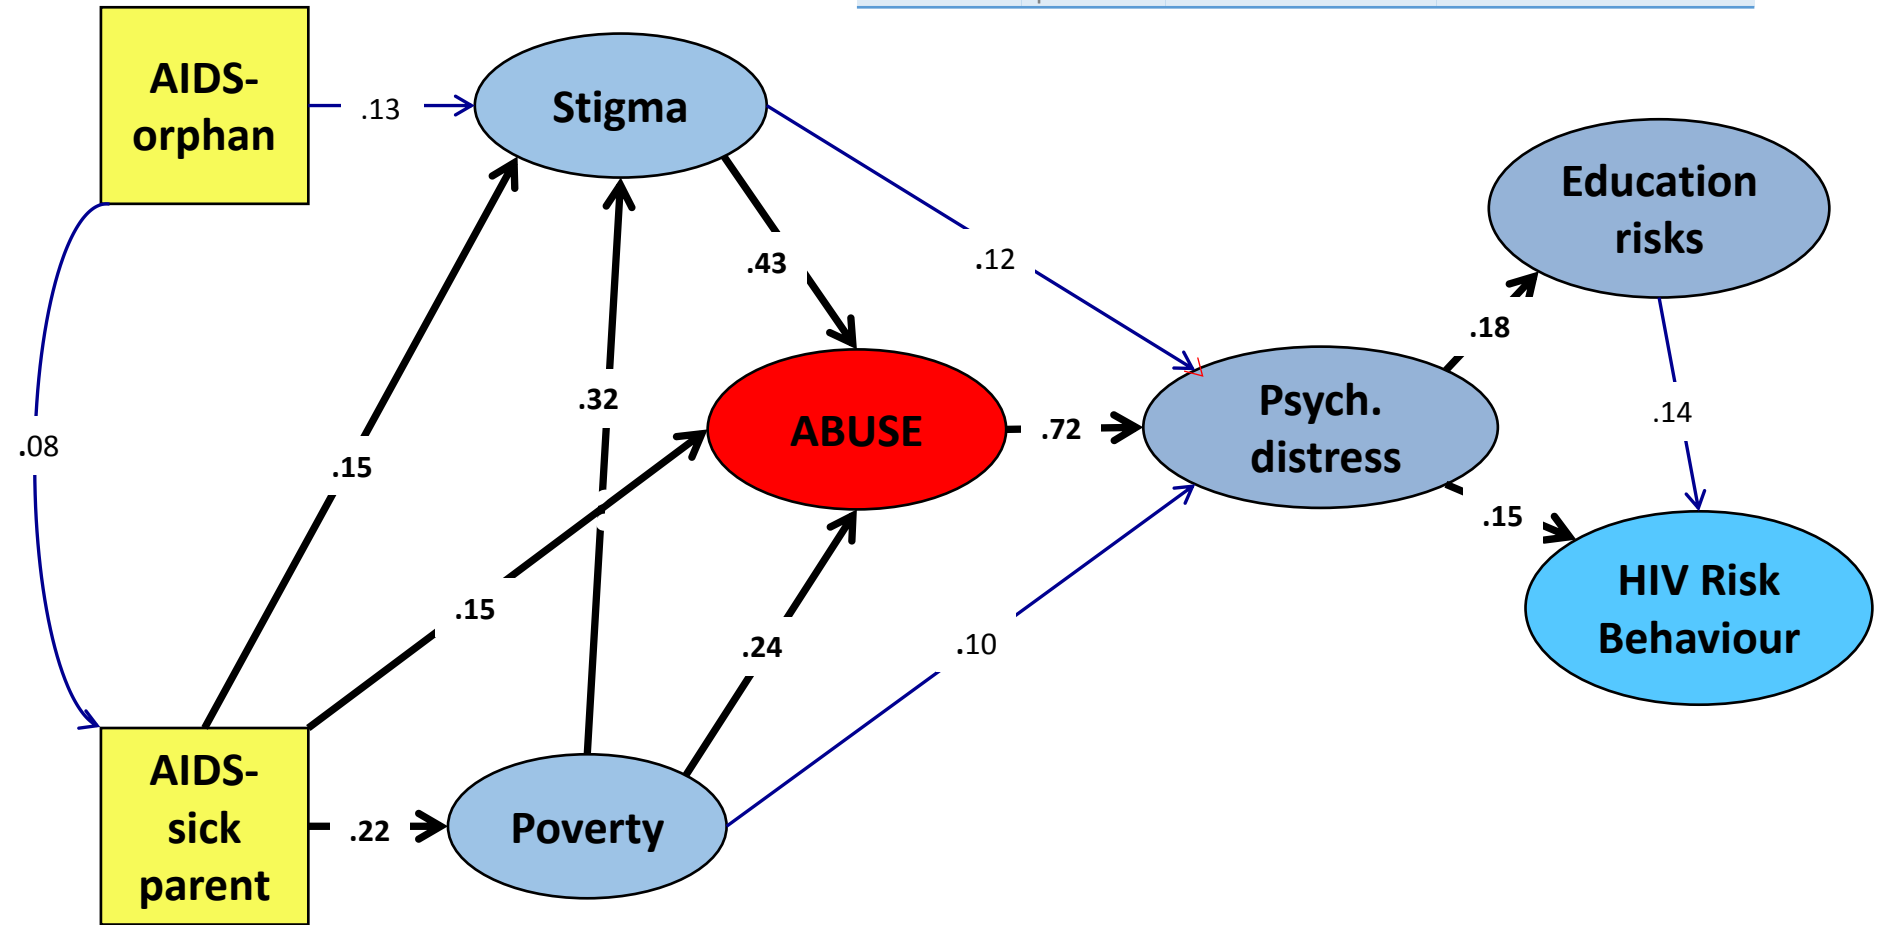 AIDS-
orphan
.13
Stigma
Education
risks
.12
.43
.18
.32
.14
.08
.15
ABUSE
.72
Psych.
distress
.15
.15
HIV Risk
Behaviour
.24
.10
AIDS-
sick
parent
.22
Poverty